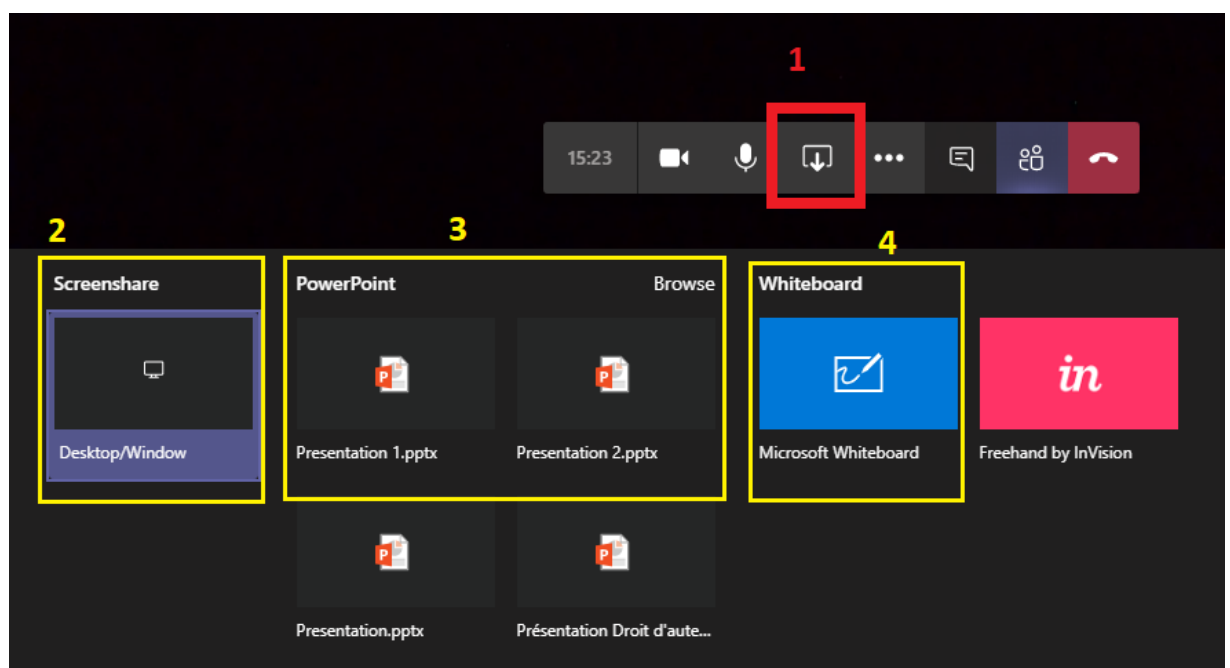 1
15:23
2
3
4
Screenshare
PowerPoint
Browse
Whiteboard
in
Desktop/Window
Presentation 1.pptx
Presentation 2.pptx
Microsoft Whiteboard
Freehand by InVision
P
P
P
P
Presentation.pptx
Présentation Droit d'aute...